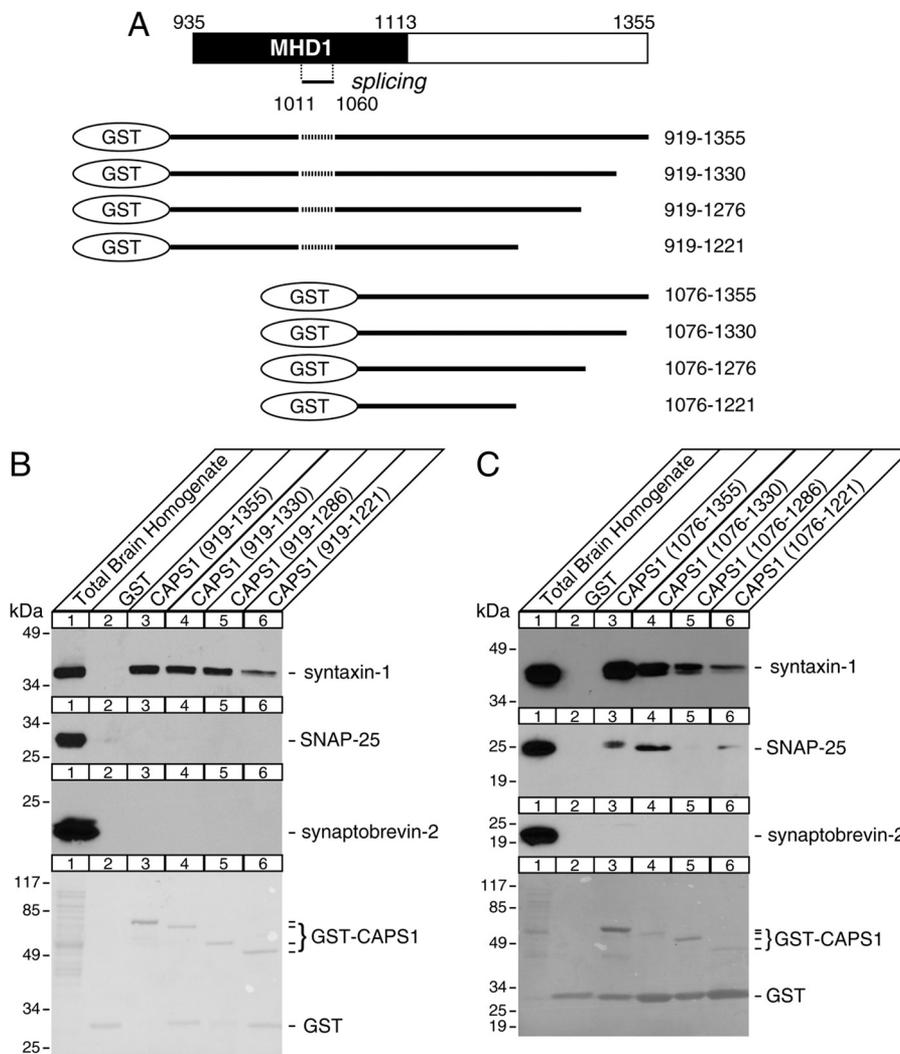 A
935 1113 1355
MHD1
splicing
1011 1060
GST 919-1355
GST 919-1330
GST 919-1276
GST 919-1221
GST 1076-1355
GST 1076-1330
GST 1076-1276
GST 1076-1221
B
Total Brain Homogenate
GST
CAPS1 (919-1355)
CAPS1 (919-1330)
CAPS1 (919-1286)
CAPS1 (919-1221)
kDa
1 2 3 4 5 6
49
syntaxin-1
34
1 2 3 4 5 6
34
SNAP-25
25
1 2 3 4 5 6
25
synaptobrevin-2
1 2 3 4 5 6
117
85
GST-CAPS1
49
34
GST
25
C
Total Brain Homogenate
GST
CAPS1 (1076-1355)
CAPS1 (1076-1330)
CAPS1 (1076-1286)
CAPS1 (1076-1221)
kDa
1 2 3 4 5 6
49
syntaxin-1
34
1 2 3 4 5 6
25
SNAP-25
19
1 2 3 4 5 6
25
19
synaptobrevin-2
1 2 3 4 5 6
117
85
49
GST-CAPS1
34
GST
25
19